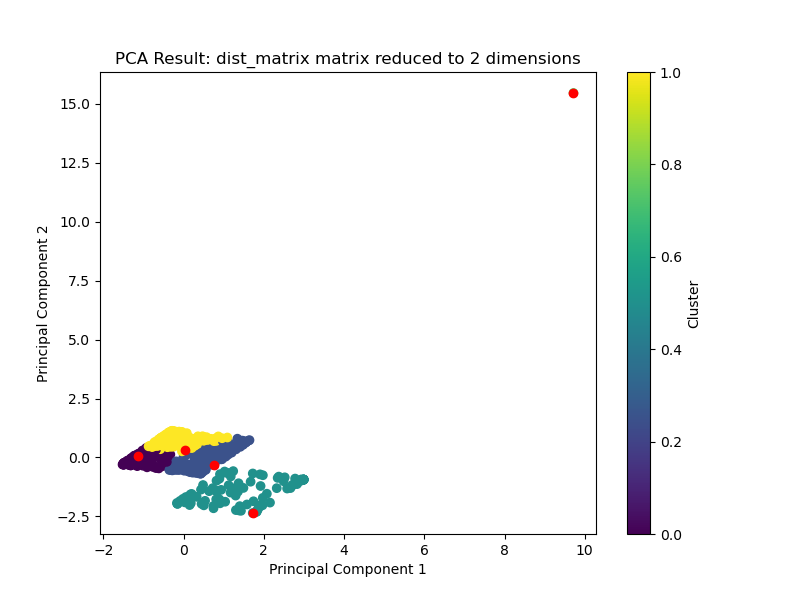 PCA Result: dist_matrix matrix reduced to 2 dimensions
15.0
12.5
10.0
7.5
5.0
2.5
0.0
−2.5
Principal Component 2
−2 0 2 4 6 8 10
Principal Component 1
1.0
0.8
0.6
0.4
0.2
0.0
Cluster